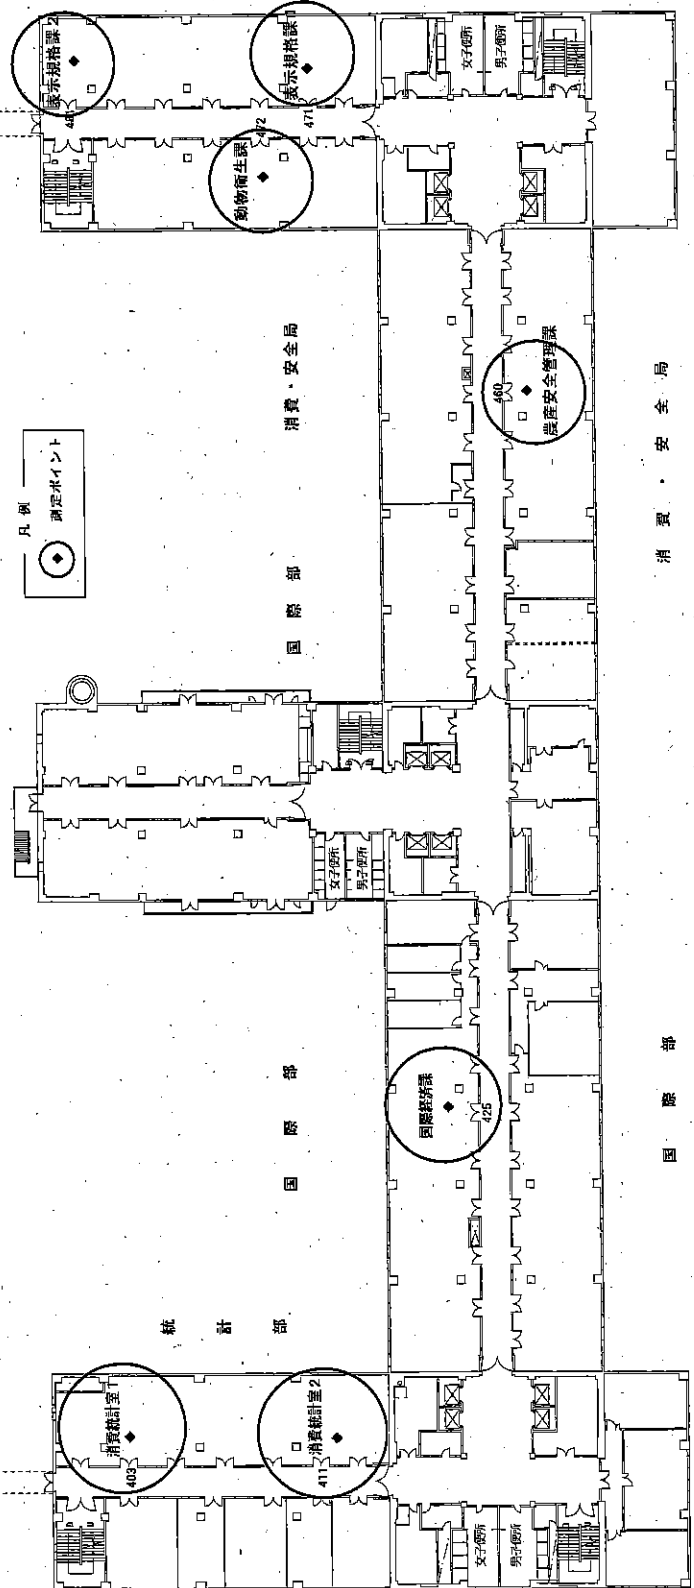 表示規格課2
表示規格課1
女子便所
男子便所
472
471
動物衛生課
消費・安全局
460
農産安全管理課
消費・安全局
凡例
測定ポイント
国際部
女子便所
男子便所
国際経済課
425
国際部
国際部
統計部
消費統計室1
403
消費統計室2
411
女子便所
男子便所